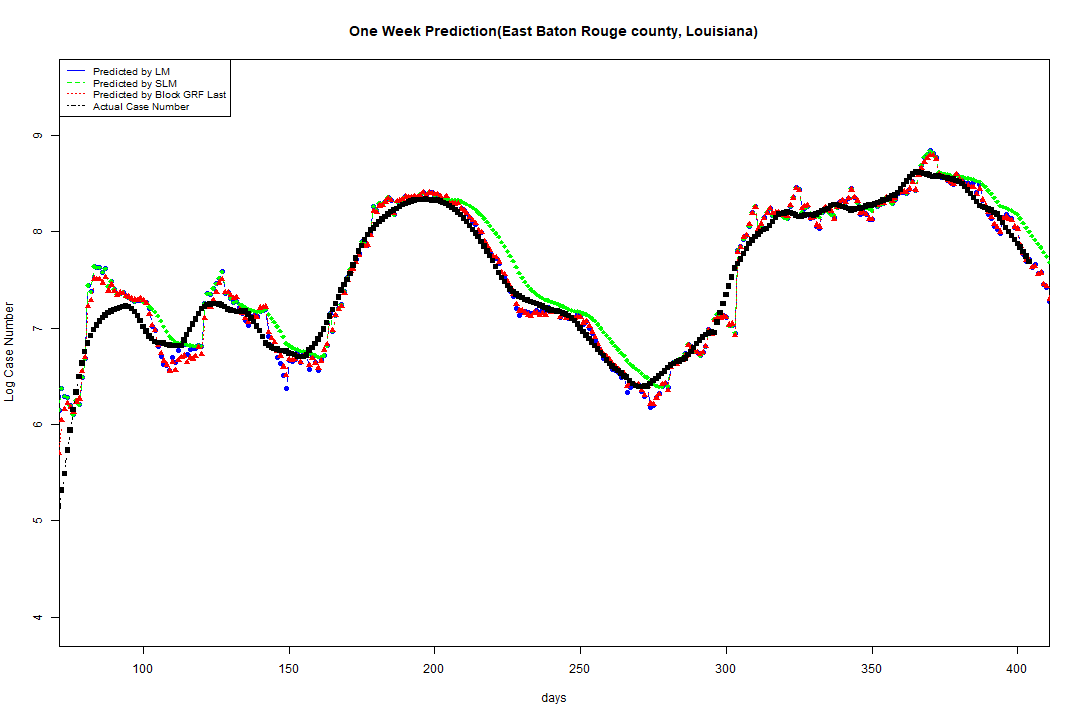 One Week Prediction(East Baton Rouge county, Louisiana)
Predicted by LM
Predicted by SLM
Predicted by Block GRF Last
Actual Case Number
9
8
7
6
5
4
Log Case Number
100 150 200 250 300 350 400
days